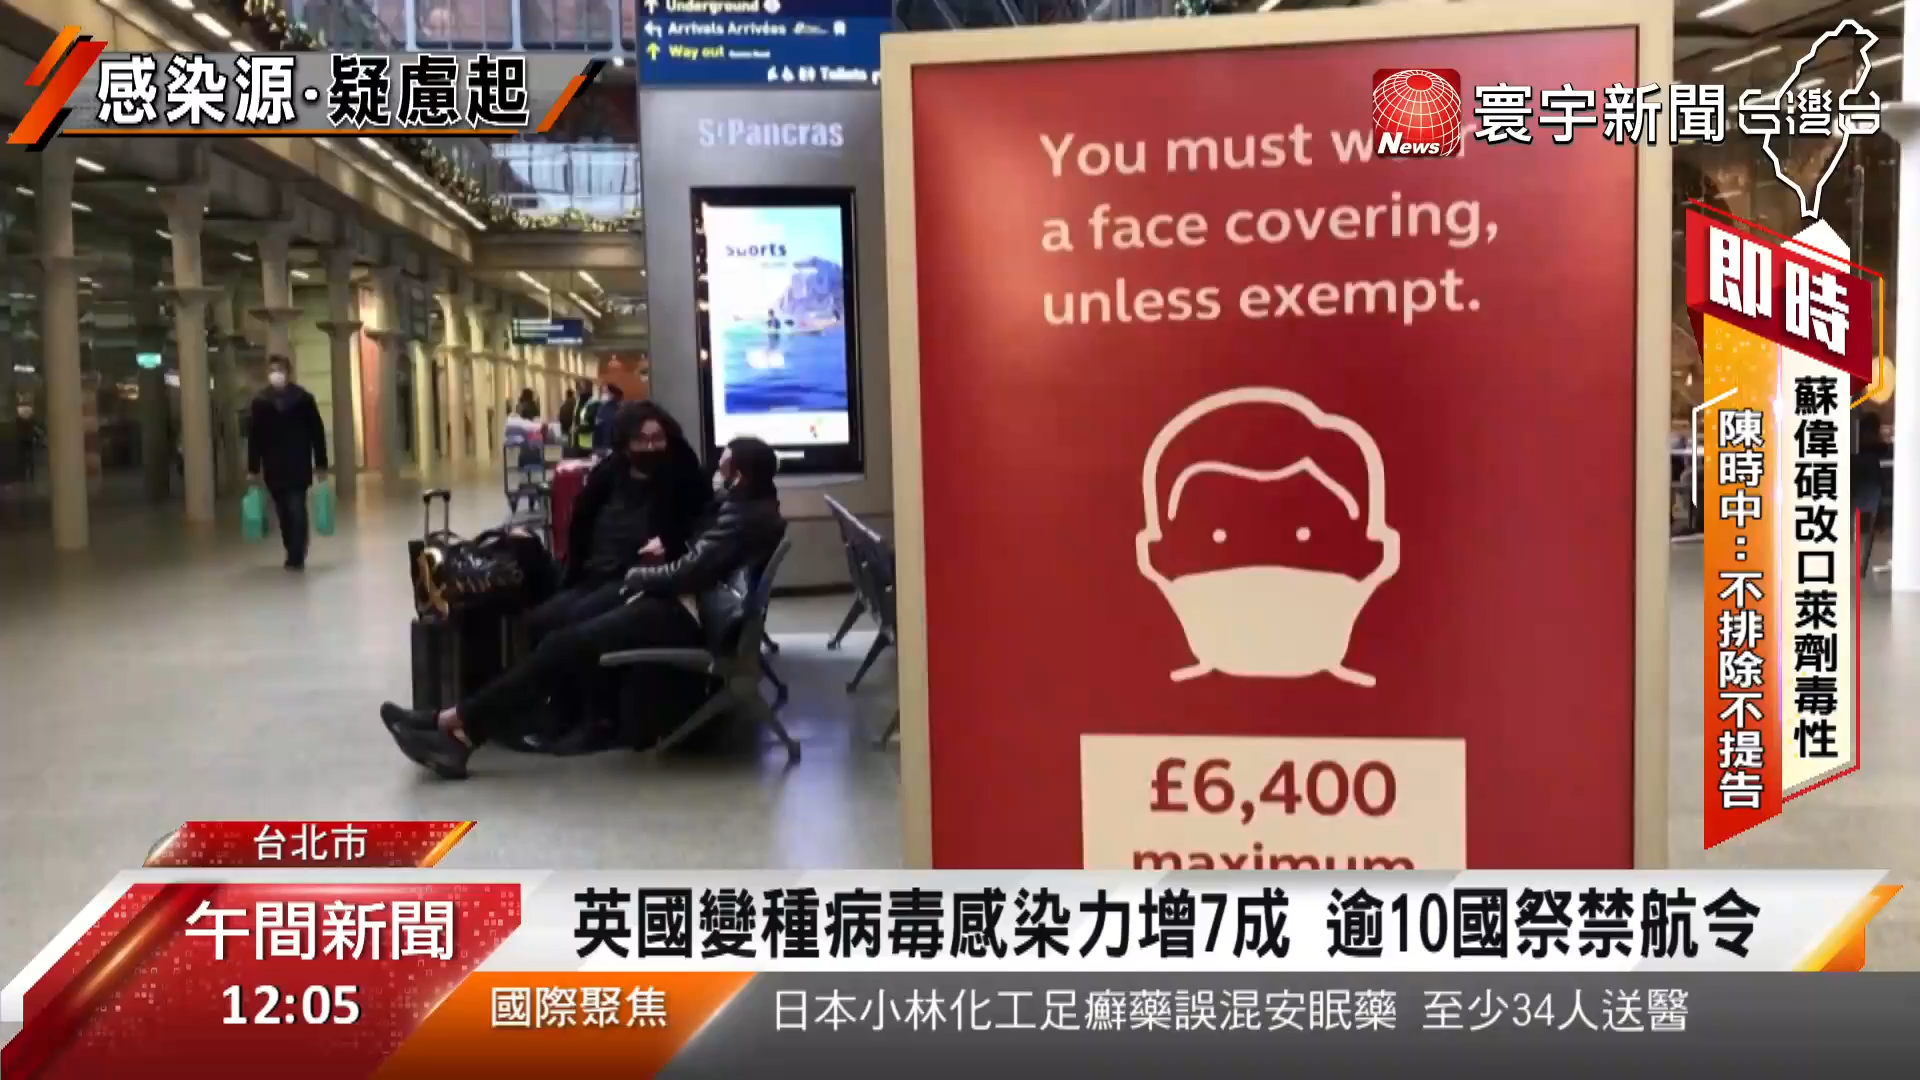 Underground
Arrivals Arrivées
Way out
Toilets
感染源·疑慮起
St Pancras
Sports
You must
a face covering,
unless exempt.
£6,400
maximum
News
寰宇新聞
台灣台
即時
蘇偉碩改口萊劑毒性
陳時中：不排除不提告
台北市
午間新聞
英國變種病毒感染力增7成 逾10國祭禁航令
12:05
國際聚焦
日本小林化工足癬藥誤混安眠藥 至少34人送醫